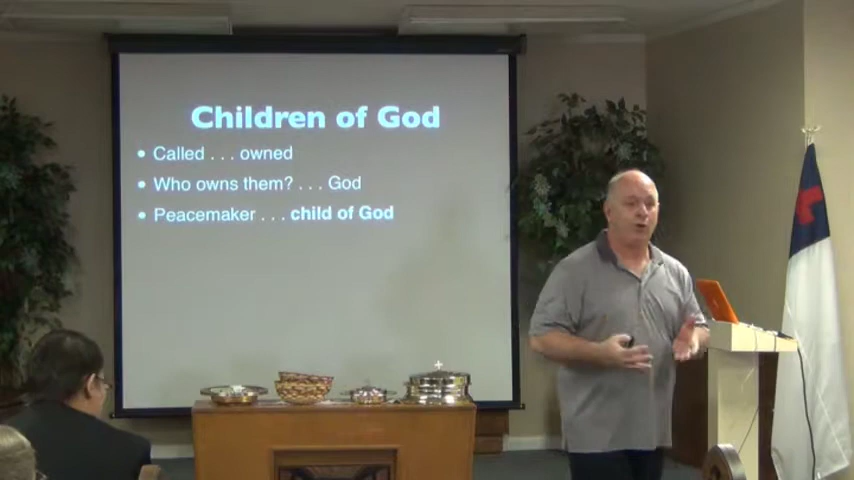 Children of God
• Called . . . owned
• Who owns them? . . . God
• Peacemaker . . . child of God